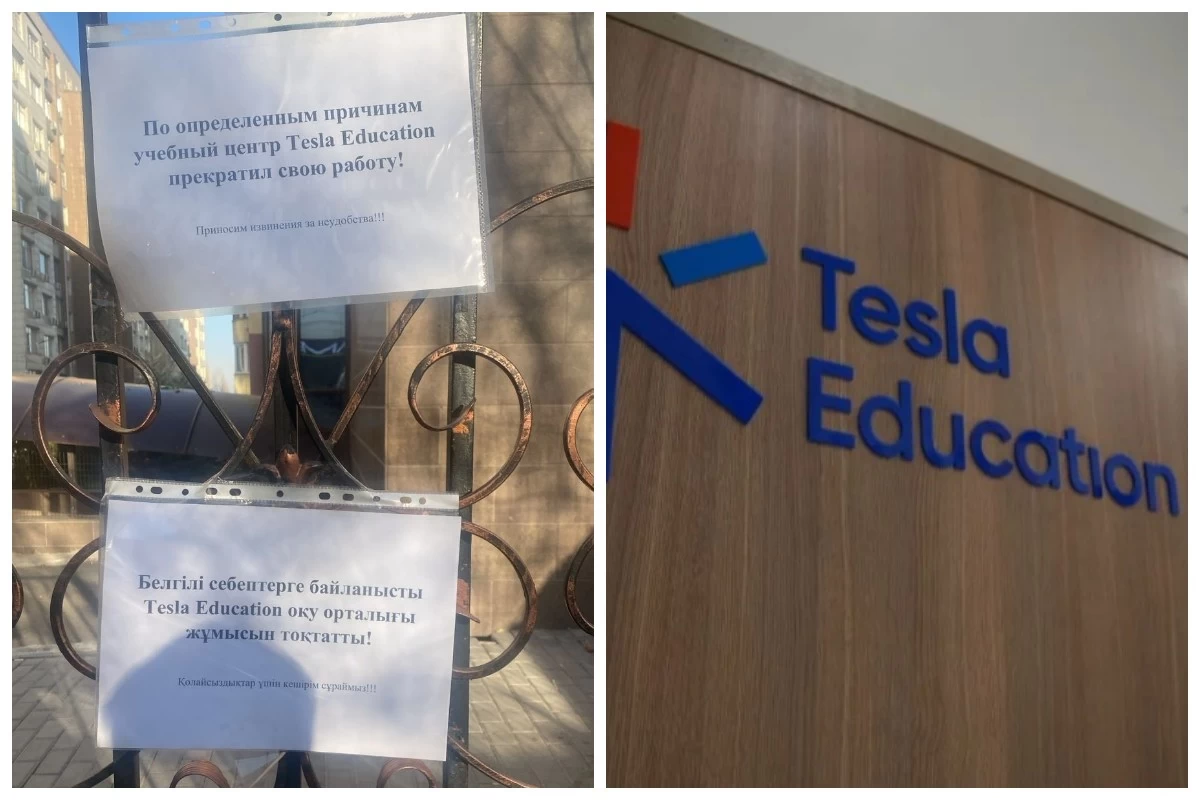 По определенным причинам
учебный центр Tesla Education
прекратил свою работу!
Приносим извинения за неудобства!!!
Белгілі себептерге байланысты
Tesla Education оқу орталығы
жұмысын тоқтатты!
Қолайсыздықтар үшін кешірім сұраймыз!!!
Tesla
Education